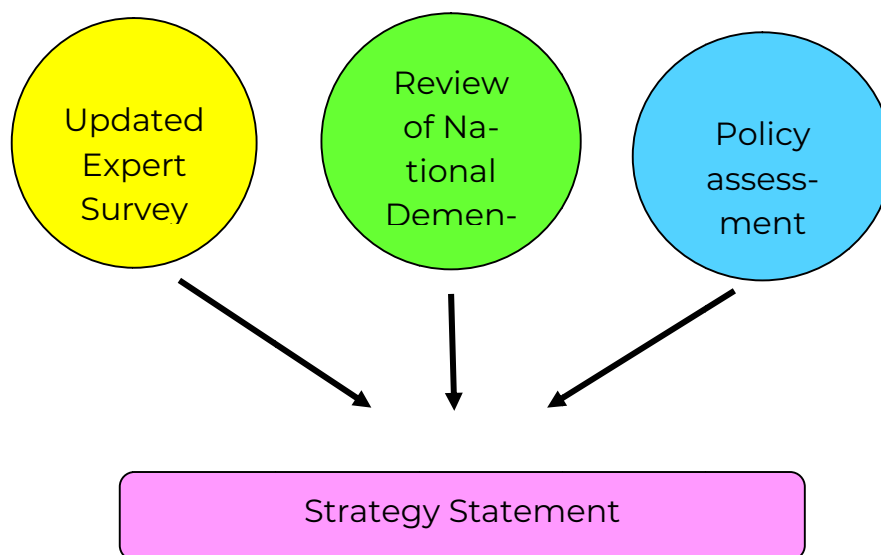 Updated
Expert
Survey
Review
of Na-
tional
Demen-
Policy
assess-
ment
Strategy Statement